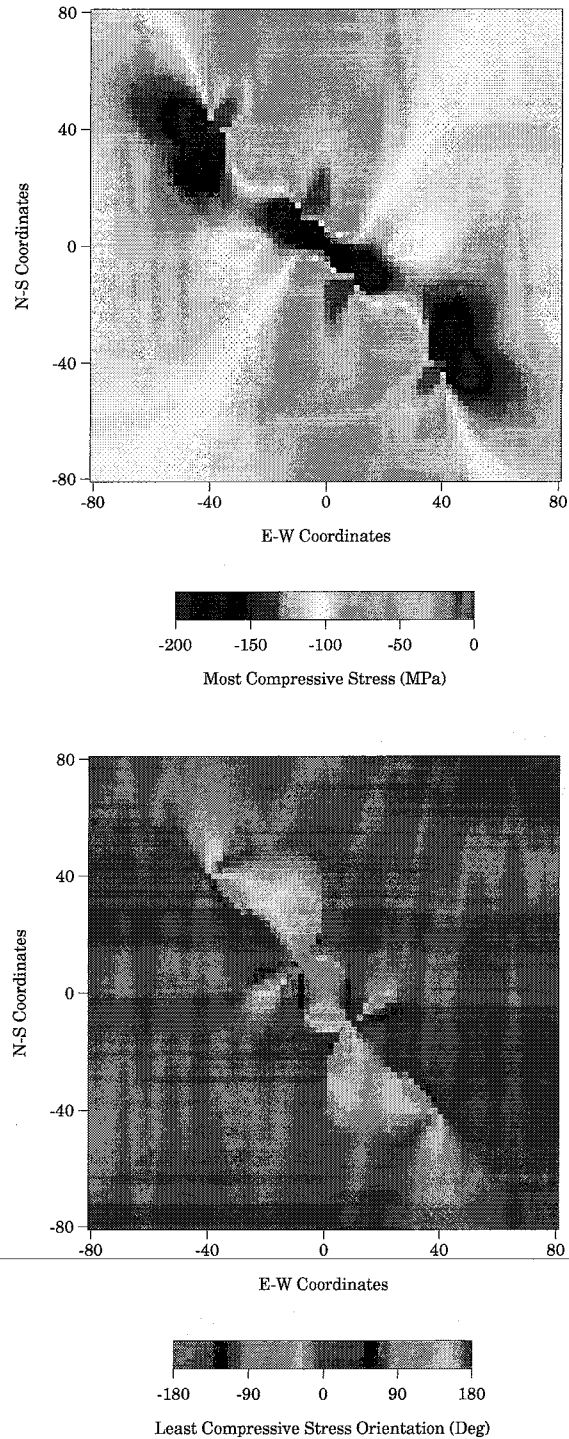 80
40
0
-40
-80
N-S Coordinates
-80 -40 0 40 80
E-W Coordinates
-200 -150 -100 -50 0
Most Compressive Stress (MPa)
80
40
0
-40
-80
N-S Coordinates
-80 -40 0 40 80
E-W Coordinates
-180 -90 0 90 180
Least Compressive Stress Orientation (Deg)